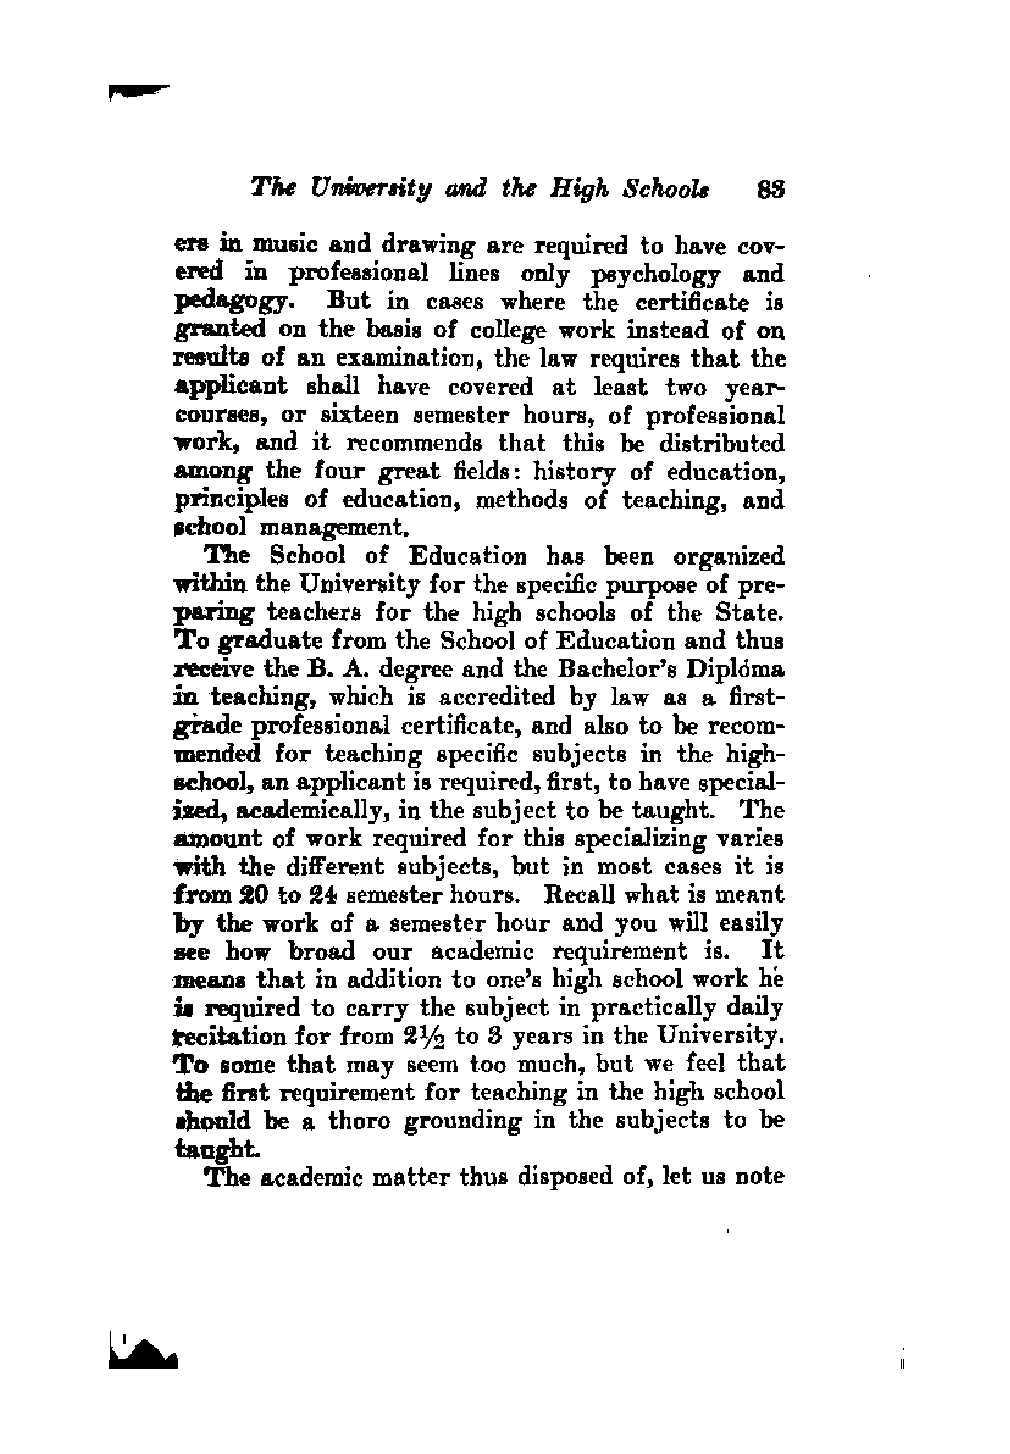 The University and the High Schools 83
ers in music and drawing are required to have cov-
ered in professional lines only psychology and
pedagogy. But in cases where the certificate is
granted on the basis of college work instead of on
results of an examination, the law requires that the
applicant shall have covered at least two year-
courses, or sixteen semester hours, of professional
work, and it recommends that this be distributed
among the four great fields: history of education,
principles of education, methods of teaching, and
school management.
The School of Education has been organized
within the University for the specific purpose of pre-
paring teachers for the high schools of the State.
To graduate from the School of Education and thus
receive the B. A. degree and the Bachelor's Diploma
in teaching, which is accredited by law as a first-
grade professional certificate, and also to be recom-
mended for teaching specific subjects in the high-
school, an applicant is required, first, to have special-
ized, academically, in the subject to be taught. The
amount of work required for this specializing varies
with the different subjects, but in most cases it is
from 20 to 24 semester hours. Recall what is meant
by the work of a semester hour and you will easily
see how broad our academic requirement is. It
means that in addition to one's high school work he
is required to carry the subject in practically daily
recitation for from 2½ to 3 years in the University.
To some that may seem too much, but we feel that
the first requirement for teaching in the high school
should be a thoro grounding in the subjects to be
taught.
The academic matter thus disposed of, let us note